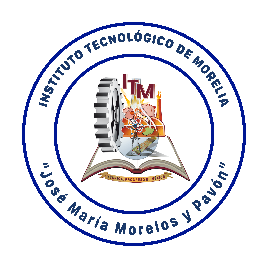 INSTITUTO TECNOLÓGICO DE MORELIA
ITM
"José María Morelos y Pavón"